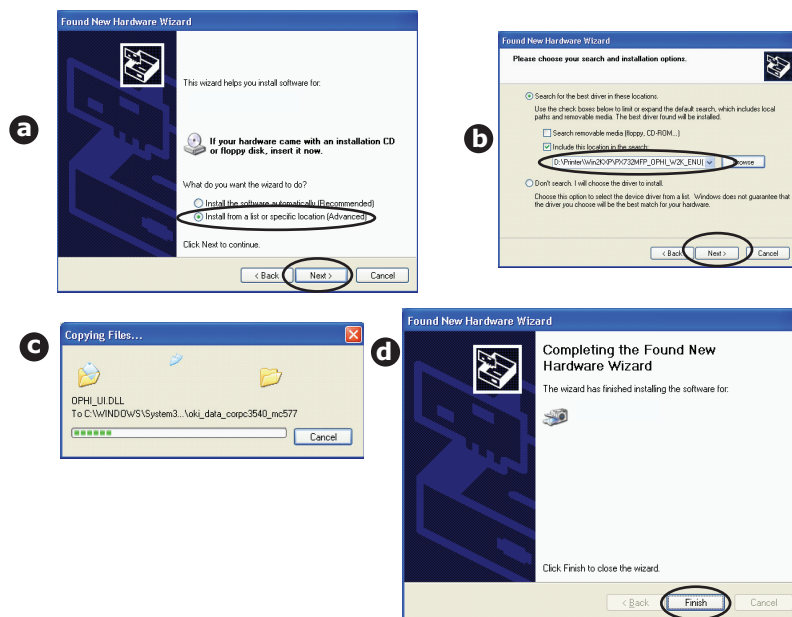 a
Found New Hardware Wizard
This wizard helps you install software for:
If your hardware came with an installation CD
or floppy disk, insert it now.
What do you want the wizard to do?
Install the software automatically (Recommended)
Install from a list or specific location (Advanced)
Click Next to continue.
< Back
Next >
Cancel
b
Found New Hardware Wizard
Please choose your search and installation options.
Search for the best driver in these locations.
Use the check boxes below to limit or expand the default search, which includes local
paths and removable media. The best driver found will be installed.
Search removable media (floppy, CD-ROM...)
Include this location in the search:
D:\Printer\Win2KXP\PX732MFP_OPHI_W2K_ENU\
Browse
Don't search. I will choose the driver to install.
Choose this option to select the device driver from a list. Windows does not guarantee that
the driver you choose will be the best match for your hardware.
< Back
Next >
Cancel
c
Copying Files...
OPHI_UI.DLL
To C:\WINDOWS\System3...\oki_data_corpc3540_mc577
Cancel
d
Found New Hardware Wizard
Completing the Found New
Hardware Wizard
The wizard has finished installing the software for:
Click Finish to close the wizard.
< Back
Finish
Cancel